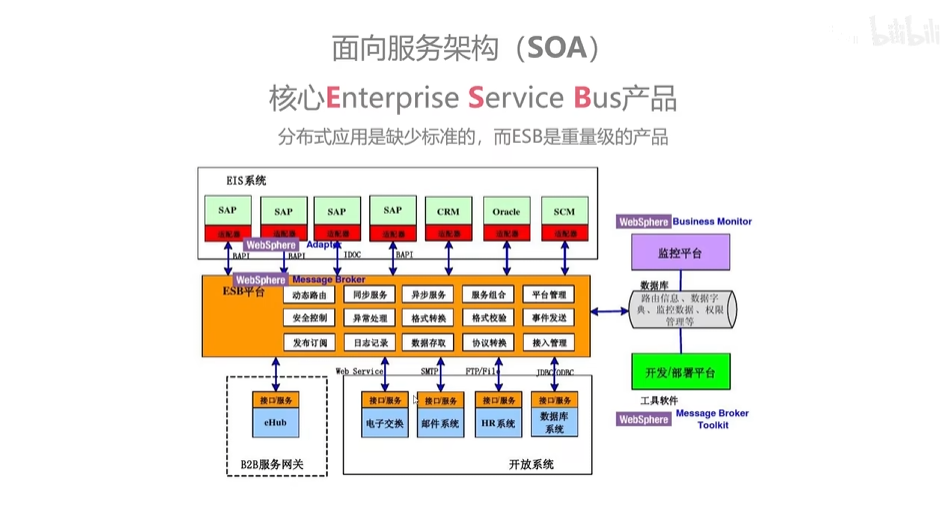 bilibili
面向服务架构（SOA）
核心Enterprise Service Bus产品
分布式应用是缺少标准的，而ESB是重量级的产品
EIS系统
SAP SAP SAP SAP CRM Oracle SCM
适配器 适配器 适配器 适配器 适配器 适配器 适配器
WebSphere Adapter
BAPI BAPI IDOC BAPI
WebSphere Message Broker
ESB平台
动态路由 同步服务 异步服务 服务组合 平台管理
安全控制 异常处理 格式转换 格式校验 事件发送
发布订阅 日志记录 数据存取 协议转换 接入管理
WebSphere Business Monitor
监控平台
数据库
路由信息、数据字
典、监控数据、权限
管理等
开发/部署平台
工具软件
WebSphere Message Broker
Toolkit
Web Service SMTP FTP/File JDBC/ODBC
接口/服务 接口/服务 接口/服务 接口/服务 接口/服务
eHub 电子交换 邮件系统 HR系统 数据库
系统
B2B服务网关 开放系统